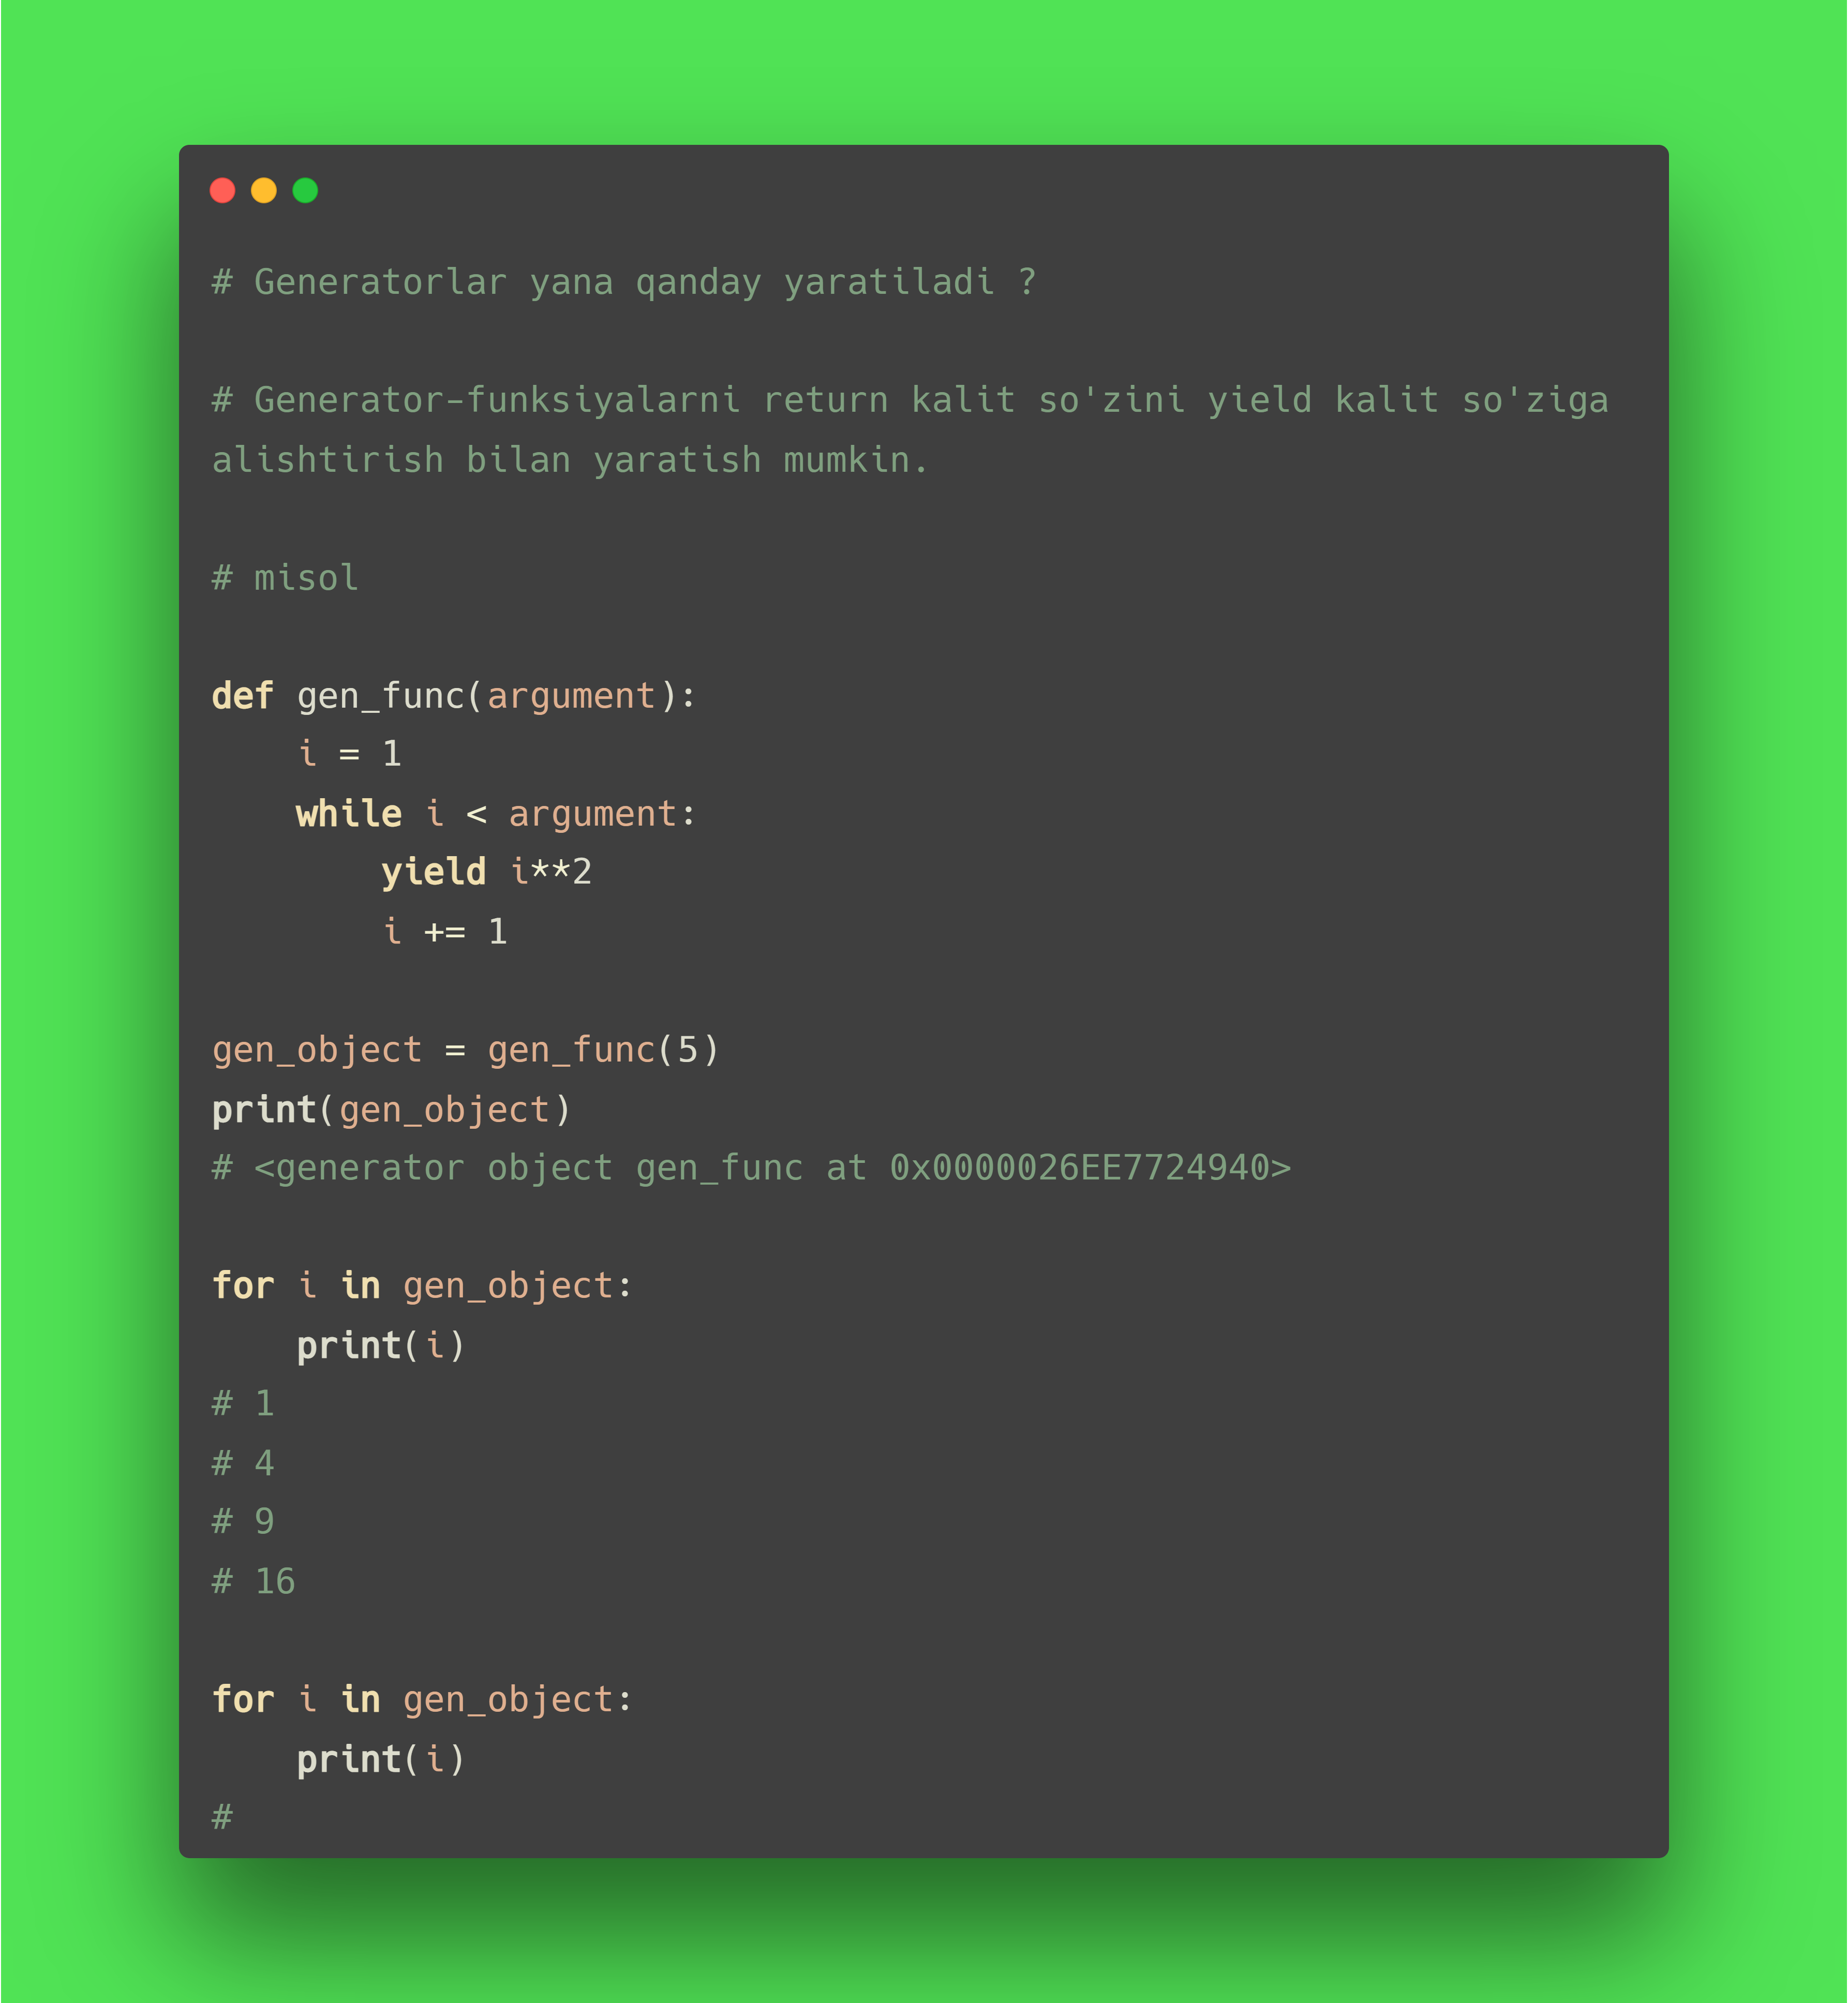 # Generatorlar yana qanday yaratiladi ?
# Generator-funksiyalarni return kalit so'zini yield kalit so'ziga
alishtirish bilan yaratish mumkin.
# misol
def gen_func(argument):
    i = 1
    while i < argument:
        yield i**2
        i += 1
gen_object = gen_func(5)
print(gen_object)
# <generator object gen_func at 0x0000026EE7724940>
for i in gen_object:
    print(i)
# 1
# 4
# 9
# 16
for i in gen_object:
    print(i)
#